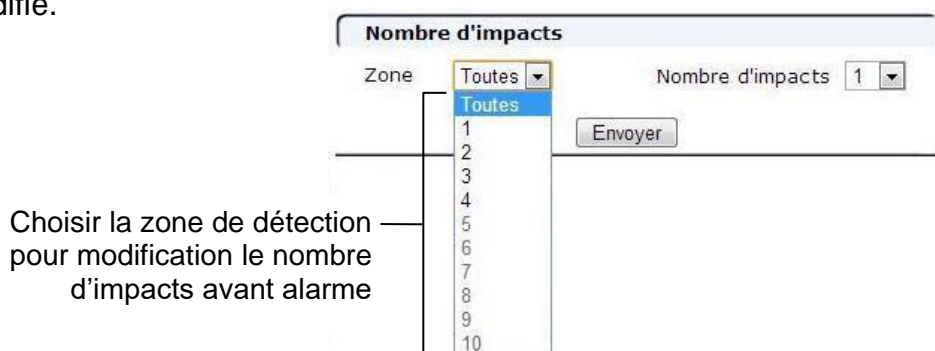 difié.
Nombre d'impacts
Zone Toutes Nombre d'impacts 1
Toutes
1
Envoyer
2
3
4
5
6
7
8
9
10
Choisir la zone de détection
pour modification le nombre
d'impacts avant alarme